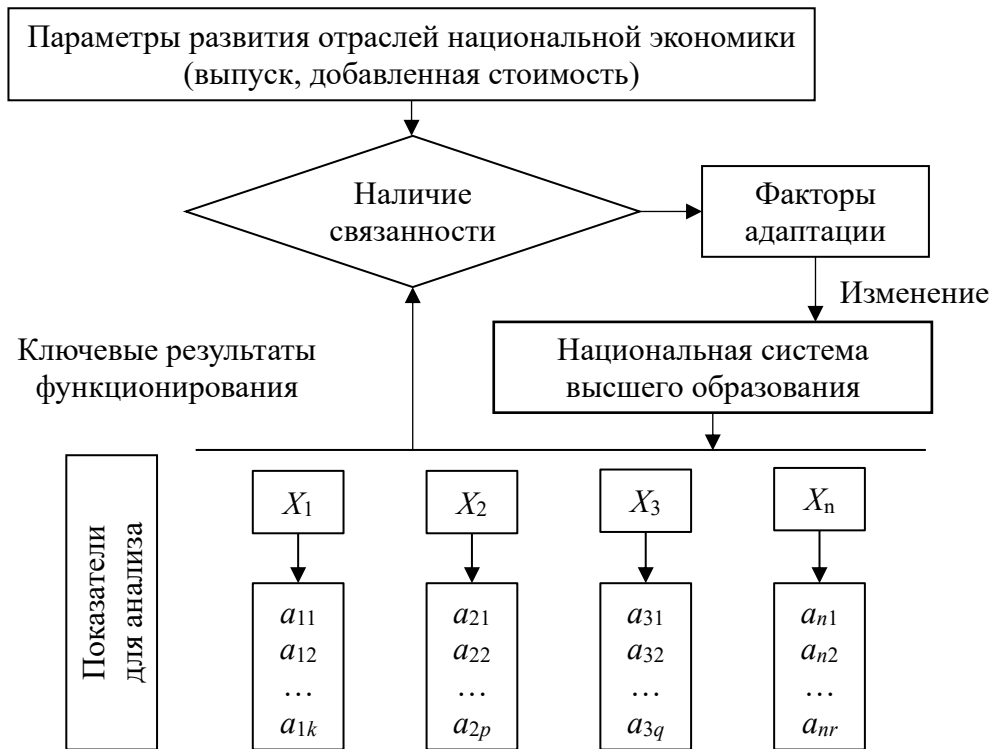 Параметры развития отраслей национальной экономики
(выпуск, добавленная стоимость)
Наличие
связанности
Факторы
адаптации
Изменение
Ключевые результаты
функционирования
Национальная система
высшего образования
Показатели
для анализа
X₁
X₂
X₃
Xₙ
a₁₁
a₁₂
…
a₁ₖ
a₂₁
a₂₂
…
a₂ₚ
a₃₁
a₃₂
…
a₃q
aₙ₁
aₙ₂
…
aₙᵣ